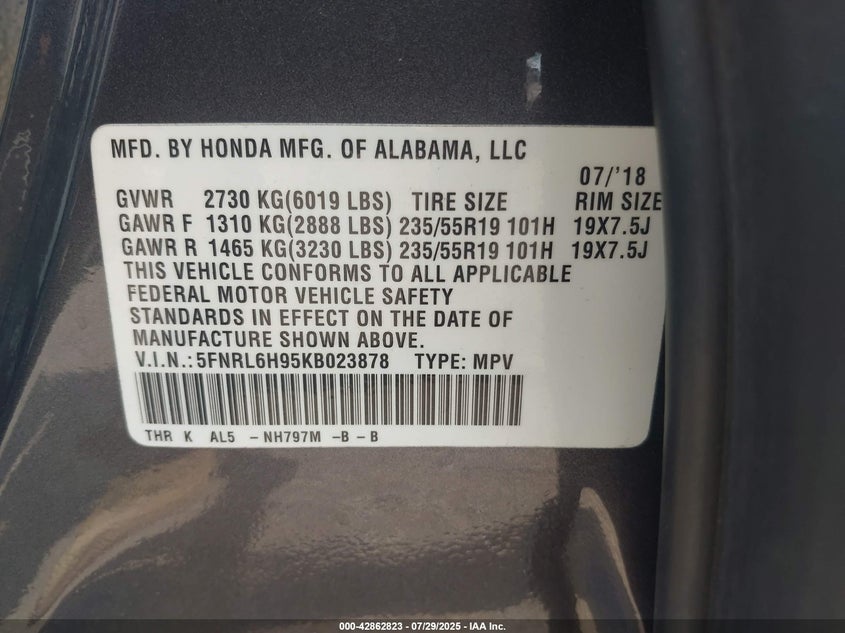 MFD. BY HONDA MFG. OF ALABAMA, LLC
07/'18
GVWR 2730 KG(6019 LBS) TIRE SIZE RIM SIZE
GAWR F 1310 KG(2888 LBS) 235/55R19 101H 19X7.5J
GAWR R 1465 KG(3230 LBS) 235/55R19 101H 19X7.5J
THIS VEHICLE CONFORMS TO ALL APPLICABLE
FEDERAL MOTOR VEHICLE SAFETY
STANDARDS IN EFFECT ON THE DATE OF
MANUFACTURE SHOWN ABOVE.
V.I.N.:5FNRL6H95KB023878 TYPE: MPV
THR K AL5 -NH797M -B - B
000-42862823 / 07/29/2025 - IAA Inc.